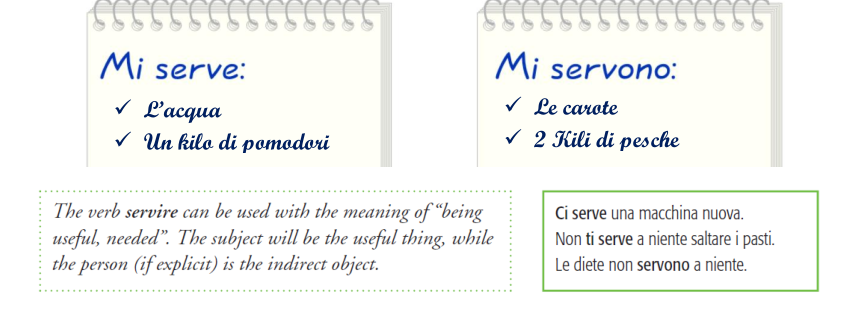 Mi serve:
✓ L'acqua
✓ Un kilo di pomodori
Mi servono:
✓ Le carote
✓ 2 Kili di pesche
The verb servire can be used with the meaning of "being
useful, needed". The subject will be the useful thing, while
the person (if explicit) is the indirect object.
Ci serve una macchina nuova.
Non ti serve a niente saltare i pasti.
Le diete non servono a niente.